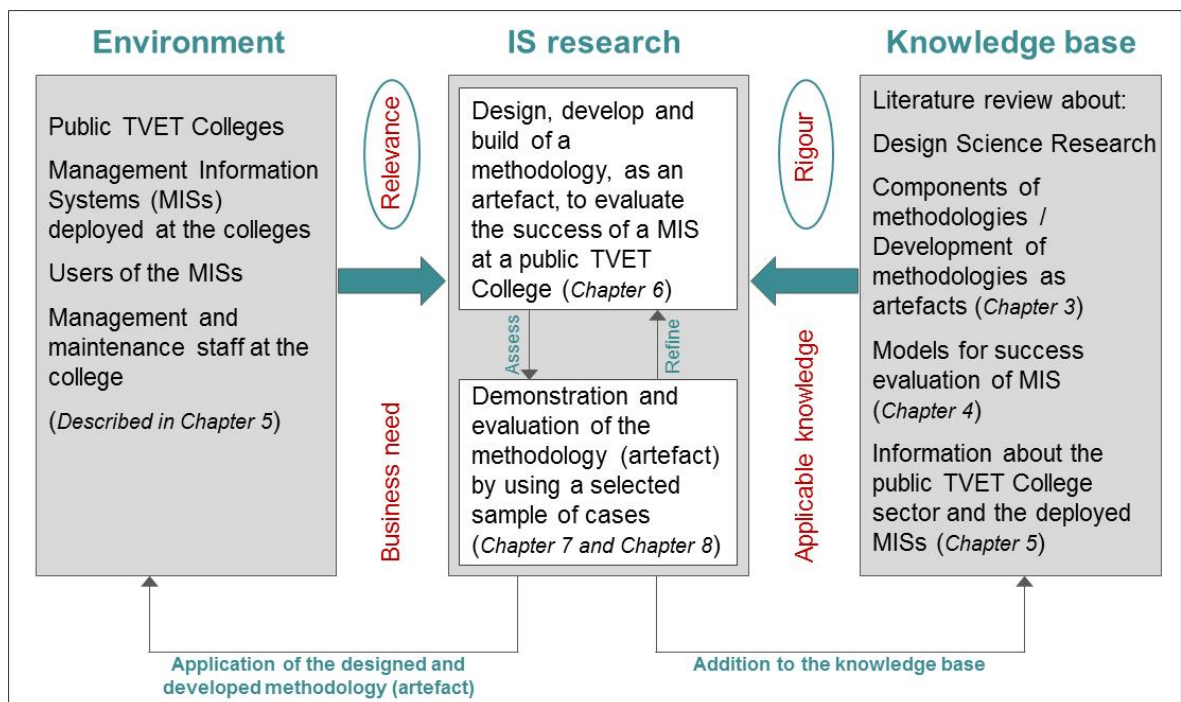 Environment
Public TVET Colleges
Management Information
Systems (MISs)
deployed at the colleges
Users of the MISs
Management and
maintenance staff at the
college
(Described in Chapter 5)
Relevance
Business need
IS research
Design, develop and
build of a
methodology, as an
artefact, to evaluate
the success of a MIS
at a public TVET
College (Chapter 6)
Assess
Refine
Demonstration and
evaluation of the
methodology (artefact)
by using a selected
sample of cases
(Chapter 7 and Chapter 8)
Rigour
Applicable knowledge
Knowledge base
Literature review about:
Design Science Research
Components of
methodologies /
Development of
methodologies as
artefacts (Chapter 3)
Models for success
evaluation of MIS
(Chapter 4)
Information about the
public TVET College
sector and the deployed
MISs (Chapter 5)
Application of the designed and
developed methodology (artefact)
Addition to the knowledge base